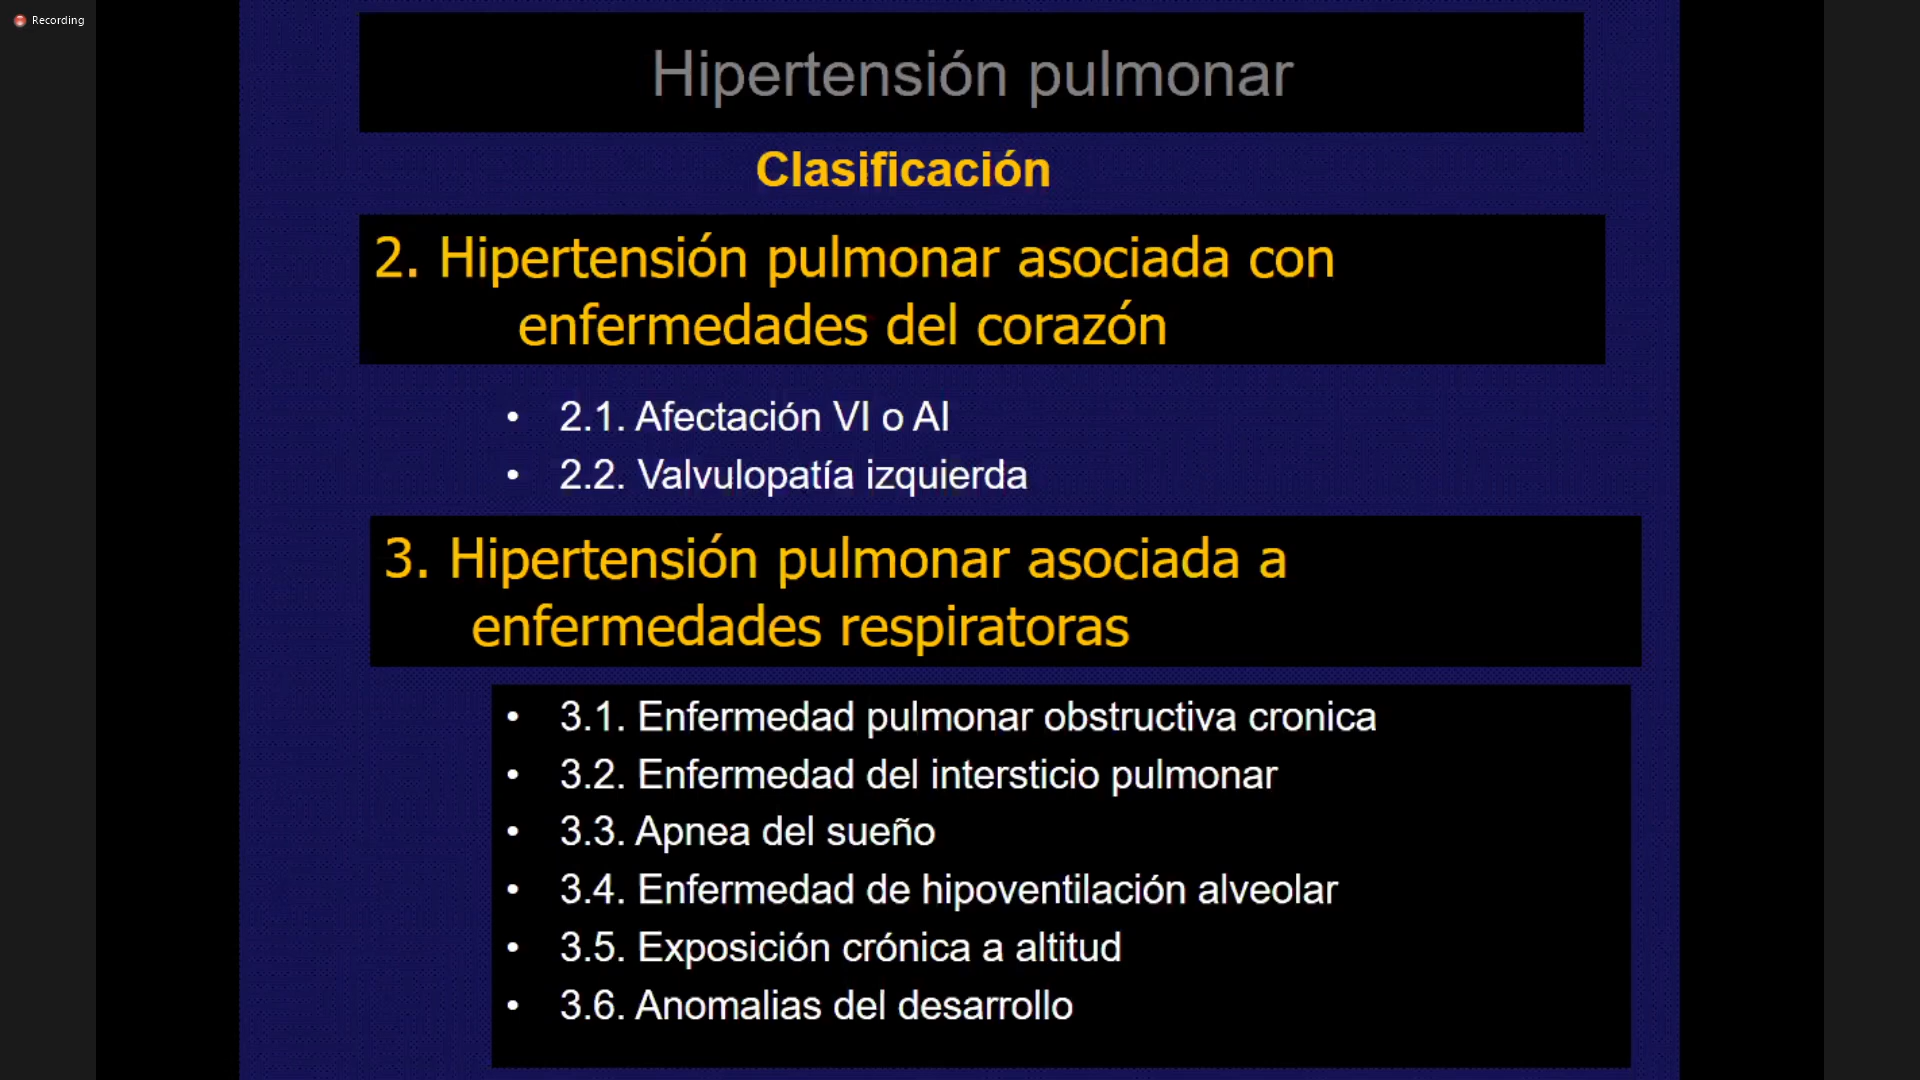 Recording
Hipertensión pulmonar
Clasificación
2. Hipertensión pulmonar asociada con
enfermedades del corazón
• 2.1. Afectación VI o AI
• 2.2. Valvulopatía izquierda
3. Hipertensión pulmonar asociada a
enfermedades respiratoras
• 3.1. Enfermedad pulmonar obstructiva cronica
• 3.2. Enfermedad del intersticio pulmonar
• 3.3. Apnea del sueño
• 3.4. Enfermedad de hipoventilación alveolar
• 3.5. Exposición crónica a altitud
• 3.6. Anomalias del desarrollo